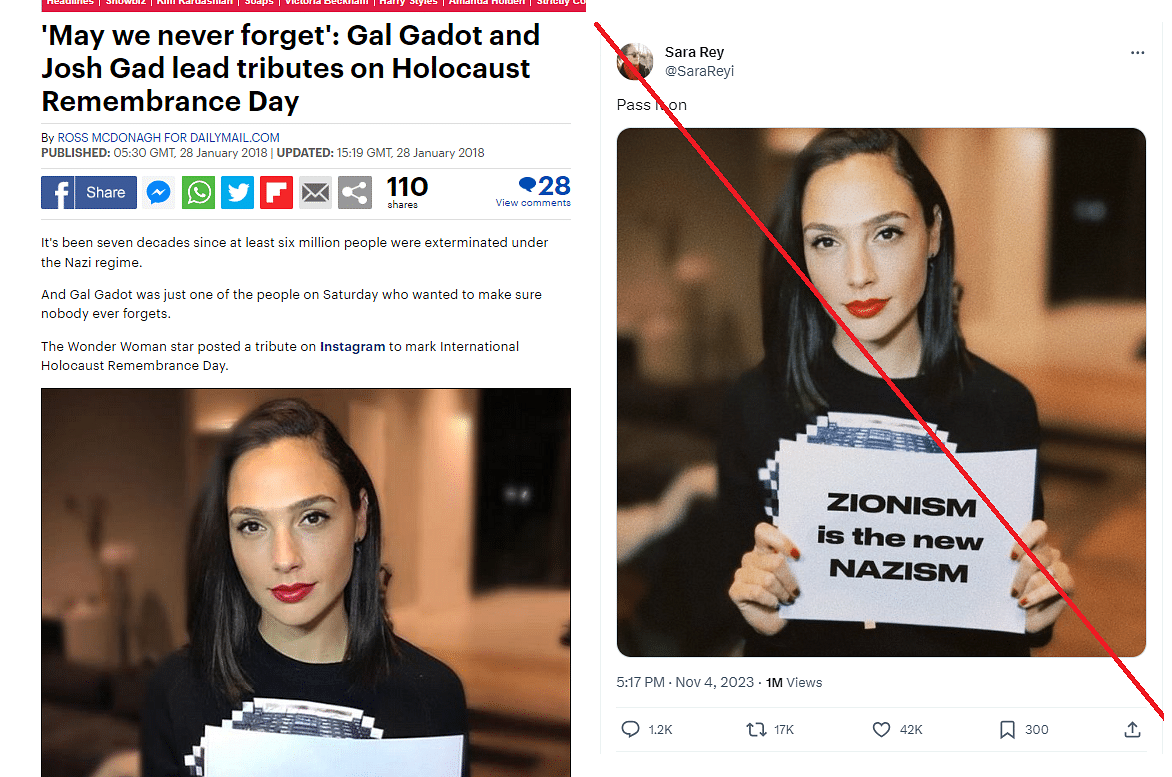 Headlines | Showbiz | Kim Kardashian | Soaps | Victoria Beckham | Harry Styles | Amanda Holden | Strictly Co
'May we never forget': Gal Gadot and
Josh Gad lead tributes on Holocaust
Remembrance Day
By ROSS MCDONAGH FOR DAILYMAIL.COM
PUBLISHED: 05:30 GMT, 28 January 2018 | UPDATED: 15:19 GMT, 28 January 2018
f Share
110
shares
28
View comments
It's been seven decades since at least six million people were exterminated under
the Nazi regime.
And Gal Gadot was just one of the people on Saturday who wanted to make sure
nobody ever forgets.
The Wonder Woman star posted a tribute on Instagram to mark International
Holocaust Remembrance Day.
Sara Rey
@SaraReyi
Pass it on
ZIONISM
is the new
NAZISM
5:17 PM · Nov 4, 2023 · 1M Views
1.2K
17K
42K
300